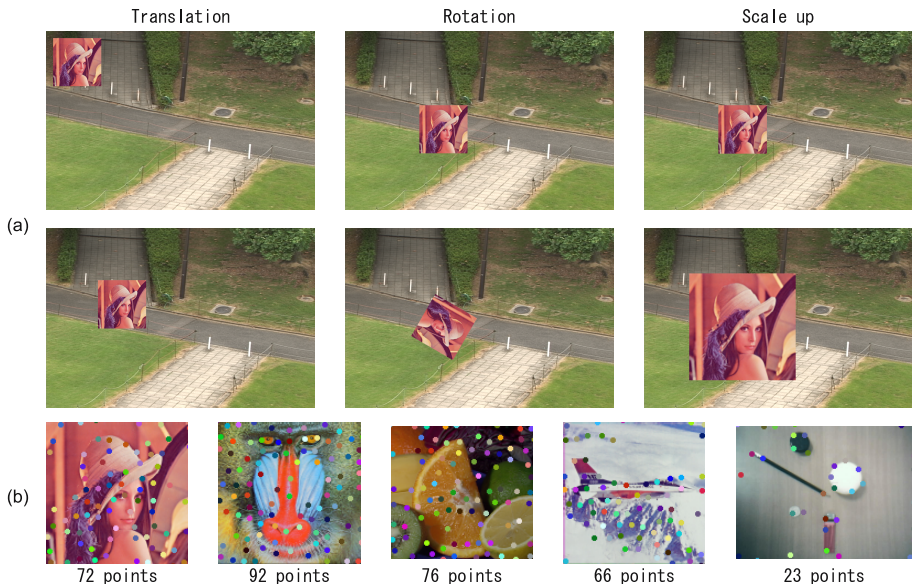 Translation
Rotation
Scale up
(a)
(b)
72 points
92 points
76 points
66 points
23 points